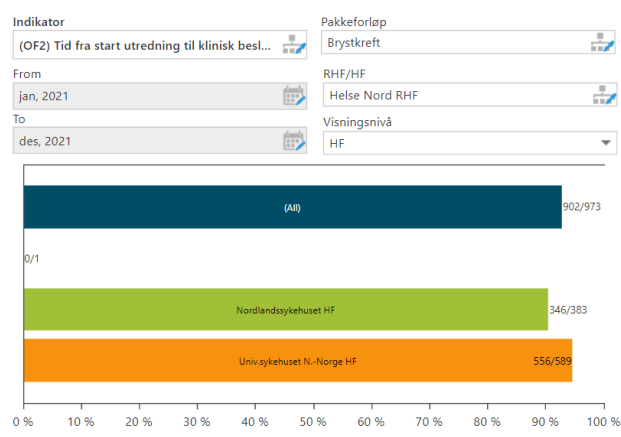 Indikator
Pakkeforløp
(OF2) Tid fra start utredning til klinisk besl...
Brystkreft
From
RHF/HF
jan, 2021
Helse Nord RHF
To
Visningsnivå
des, 2021
HF
(All)
902/973
0/1
Nordlandssykehuset HF
346/383
Univ.sykehuset N.-Norge HF
556/589
0 %
10 %
20 %
30 %
40 %
50 %
60 %
70 %
80 %
90 %
100 %